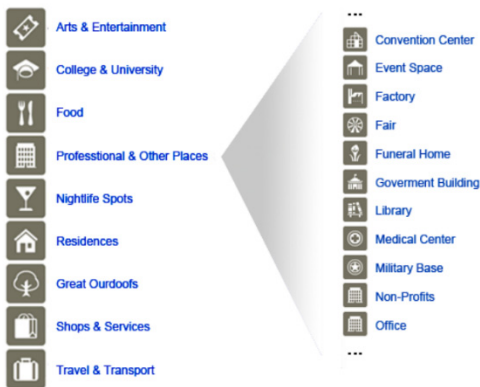 Arts & Entertainment
College & University
Food
Professtional & Other Places
Nightlife Spots
Residences
Great Ourdoofs
Shops & Services
Travel & Transport
...
Convention Center
Event Space
Factory
Fair
Funeral Home
Goverment Building
Library
Medical Center
Military Base
Non-Profits
Office
...